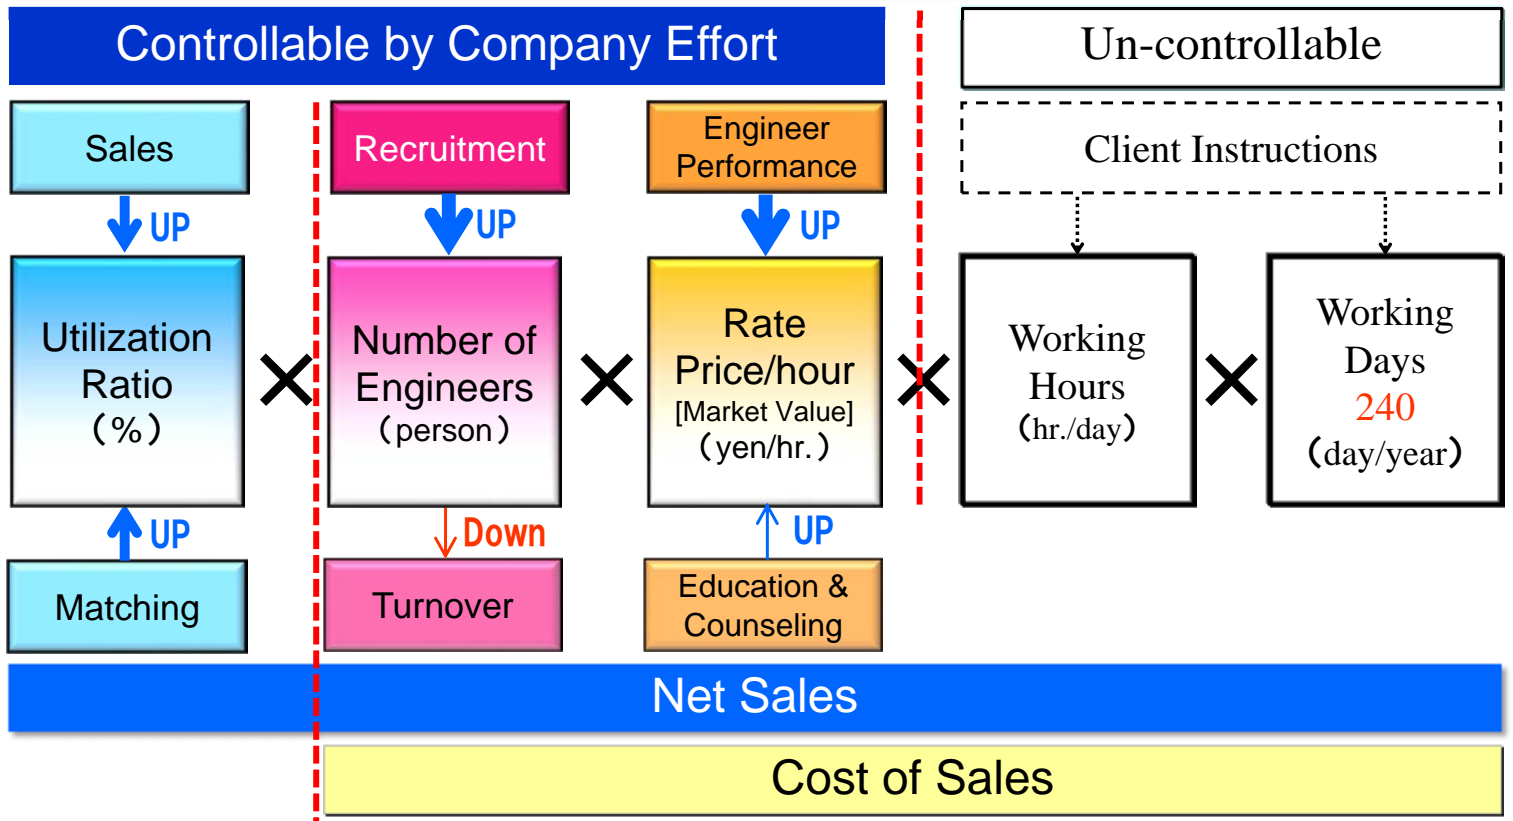 Controllable by Company Effort
Un-controllable
Sales
Recruitment
Engineer
Performance
Client Instructions
UP
UP
UP
Utilization
Ratio
(%)
×
Number of
Engineers
(person)
×
Rate
Price/hour
[Market Value]
(yen/hr.)
×
Working
Hours
(hr./day)
×
Working
Days
240
(day/year)
UP
Down
UP
Matching
Turnover
Education &
Counseling
Net Sales
Cost of Sales